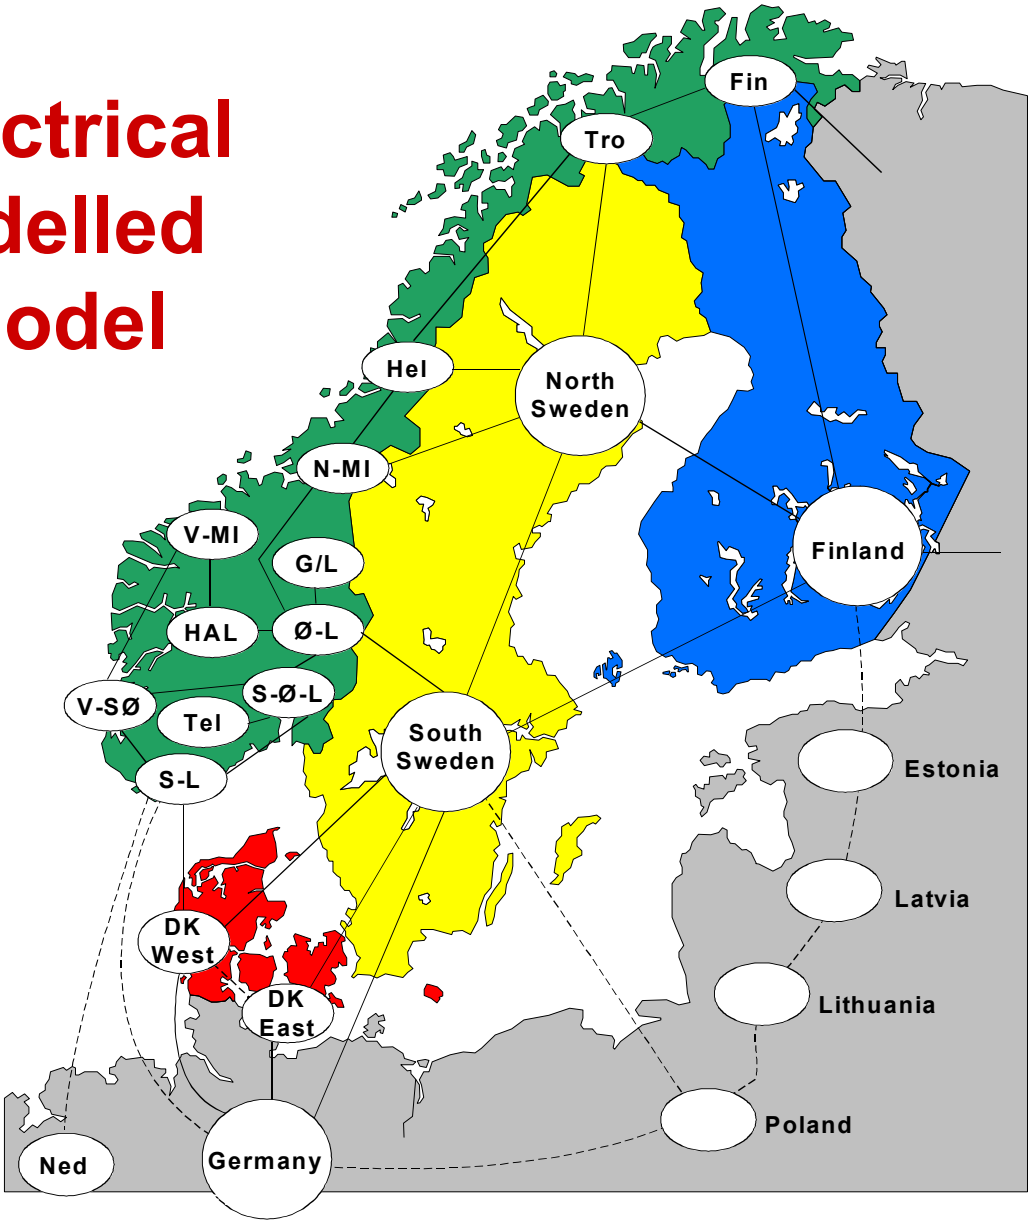 ctrical
delled
odel
Fin
Tro
Hel
North
Sweden
N-MI
V-MI
G/L
Finland
HAL
Ø-L
V-SØ
S-Ø-L
Tel
South
Sweden
S-L
Estonia
Latvia
DK
West
DK
East
Lithuania
Poland
Ned
Germany